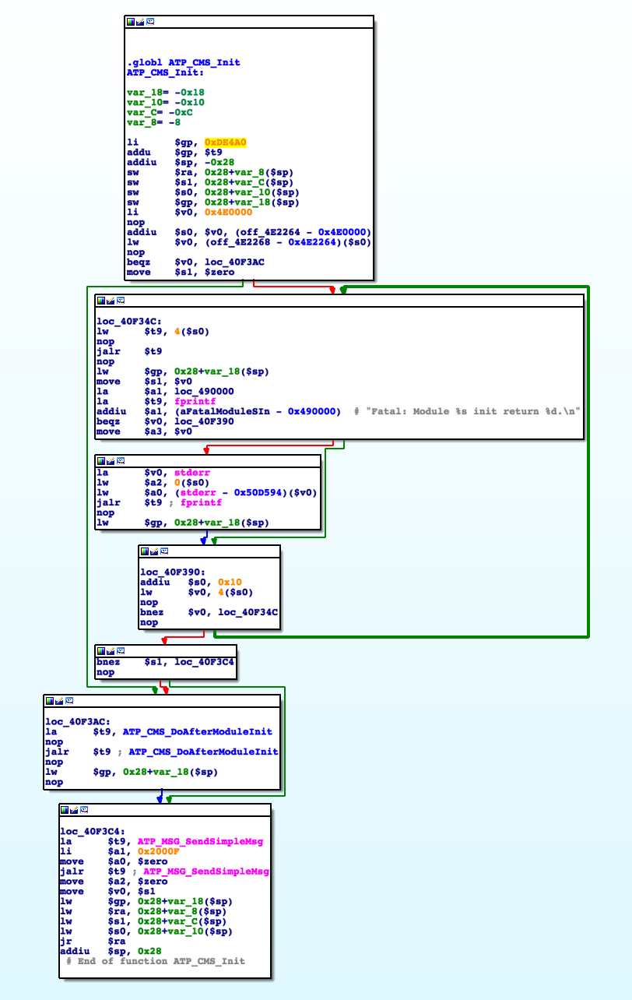 .globl ATP_CMS_Init
ATP_CMS_Init:
var_18= -0x18
var_10= -0x10
var_C= -0xC
var_8= -8
li $gp, 0xDE4A0
addu $gp, $t9
addiu $sp, -0x28
sw $ra, 0x28+var_8($sp)
sw $s1, 0x28+var_C($sp)
sw $s0, 0x28+var_10($sp)
sw $gp, 0x28+var_18($sp)
li $v0, 0x4E0000
nop
addiu $s0, $v0, (off_4E2264 - 0x4E0000)
lw $v0, (off_4E2268 - 0x4E2264)($s0)
nop
beqz $v0, loc_40F3AC
move $s1, $zero
loc_40F34C:
lw $t9, 4($s0)
nop
jalr $t9
nop
lw $gp, 0x28+var_18($sp)
move $s1, $v0
la $a1, loc_490000
la $t9, fprintf
addiu $a1, (aFatalModuleSIn - 0x490000) # "Fatal: Module %s init return %d.\n"
beqz $v0, loc_40F390
move $a3, $v0
la $v0, stderr
lw $a2, 0($s0)
lw $a0, (stderr - 0x50D594)($v0)
jalr $t9 ; fprintf
nop
lw $gp, 0x28+var_18($sp)
loc_40F390:
addiu $s0, 0x10
lw $v0, 4($s0)
nop
bnez $v0, loc_40F34C
nop
bnez $s1, loc_40F3C4
nop
loc_40F3AC:
la $t9, ATP_CMS_DoAfterModuleInit
nop
jalr $t9 ; ATP_CMS_DoAfterModuleInit
nop
lw $gp, 0x28+var_18($sp)
nop
loc_40F3C4:
la $t9, ATP_MSG_SendSimpleMsg
li $a1, 0x2000F
move $a0, $zero
jalr $t9 ; ATP_MSG_SendSimpleMsg
move $a2, $zero
move $v0, $s1
lw $gp, 0x28+var_18($sp)
lw $ra, 0x28+var_8($sp)
lw $s1, 0x28+var_C($sp)
lw $s0, 0x28+var_10($sp)
jr $ra
addiu $sp, 0x28
# End of function ATP_CMS_Init